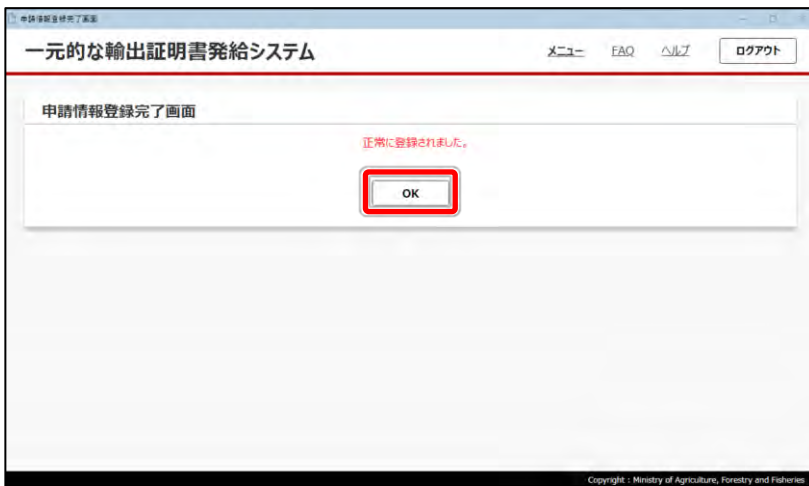 申請情報登録完了画面
一元的な輸出証明書発給システム
メニュー FAQ ヘルプ ログアウト
申請情報登録完了画面
正常に登録されました。
OK
Copyright : Ministry of Agriculture, Forestry and Fisheries